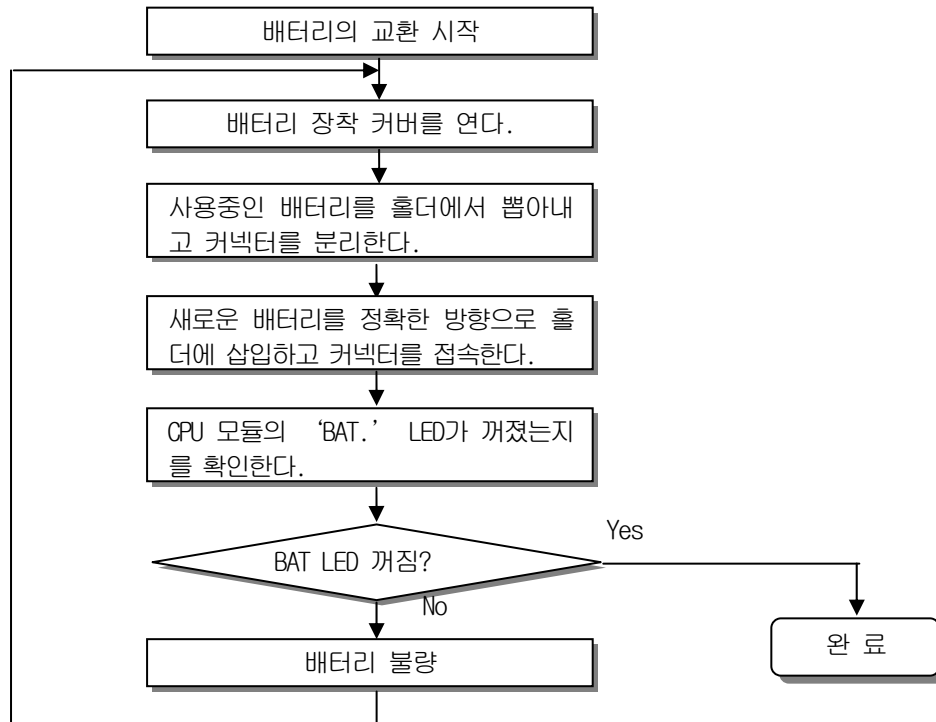 배터리의 교환 시작
배터리 장착 커버를 연다.
사용중인 배터리를 홀더에서 뽑아내
고 커넥터를 분리한다.
새로운 배터리를 정확한 방향으로 홀
더에 삽입하고 커넥터를 접속한다.
CPU 모듈의 ‘BAT.’ LED가 꺼졌는지
를 확인한다.
BAT LED 꺼짐?
Yes
No
배터리 불량
완 료